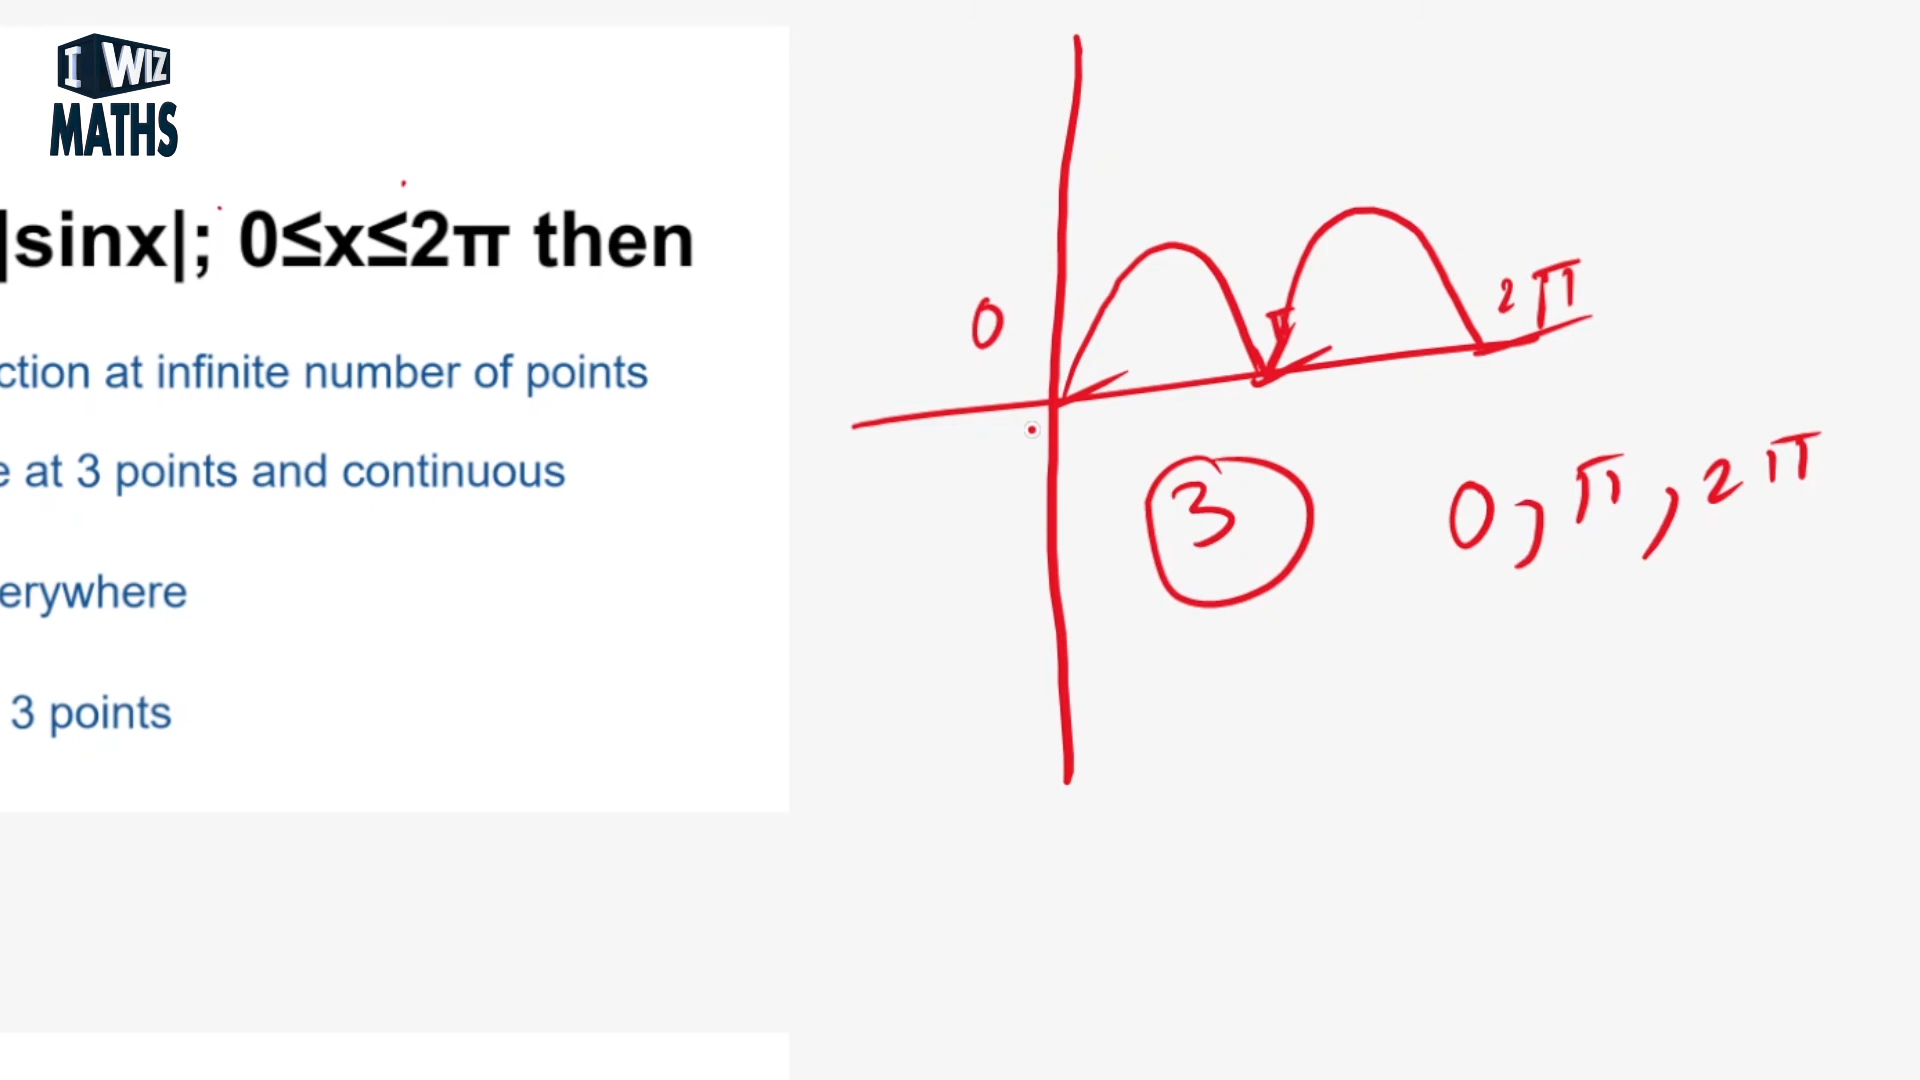 I WIZ
MATHS
|sinx|; 0≤x≤2π then
ction at infinite number of points
e at 3 points and continuous
erywhere
3 points
0
π
2π
3
0, π, 2π